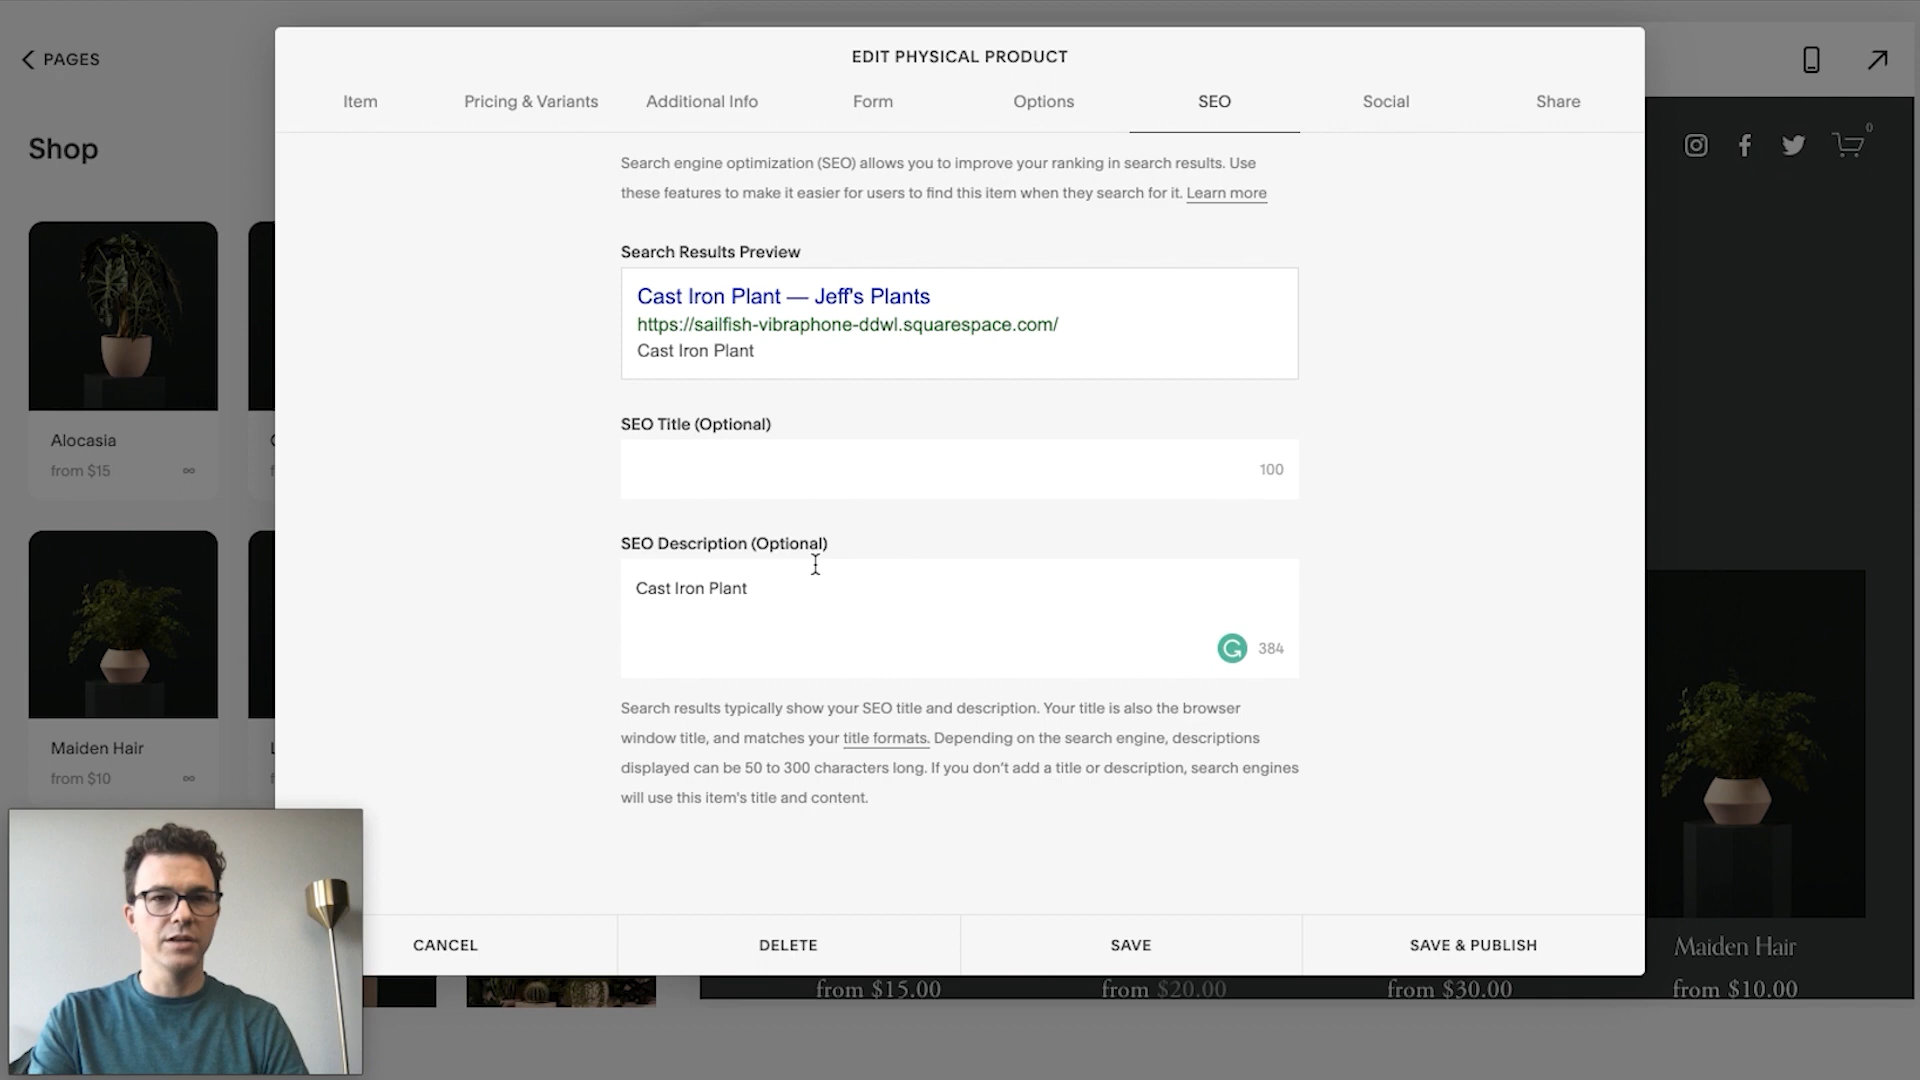 PAGES
Shop
Alocasia
from $15
Maiden Hair
from $10
EDIT PHYSICAL PRODUCT
Item
Pricing & Variants
Additional Info
Form
Options
SEO
Social
Share
Search engine optimization (SEO) allows you to improve your ranking in search results. Use
these features to make it easier for users to find this item when they search for it. Learn more
Search Results Preview
Cast Iron Plant — Jeff's Plants
https://sailfish-vibraphone-ddwl.squarespace.com/
Cast Iron Plant
SEO Title (Optional)
100
SEO Description (Optional)
Cast Iron Plant
384
Search results typically show your SEO title and description. Your title is also the browser
window title, and matches your title formats. Depending on the search engine, descriptions
displayed can be 50 to 300 characters long. If you don't add a title or description, search engines
will use this item's title and content.
CANCEL
DELETE
SAVE
SAVE & PUBLISH
0
Maiden Hair
from $15.00
from $20.00
from $30.00
from $10.00